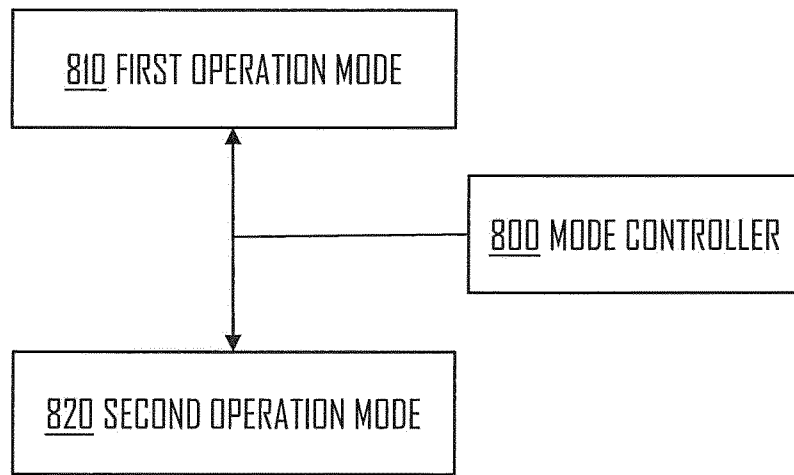 810 FIRST OPERATION MODE
800 MODE CONTROLLER
820 SECOND OPERATION MODE